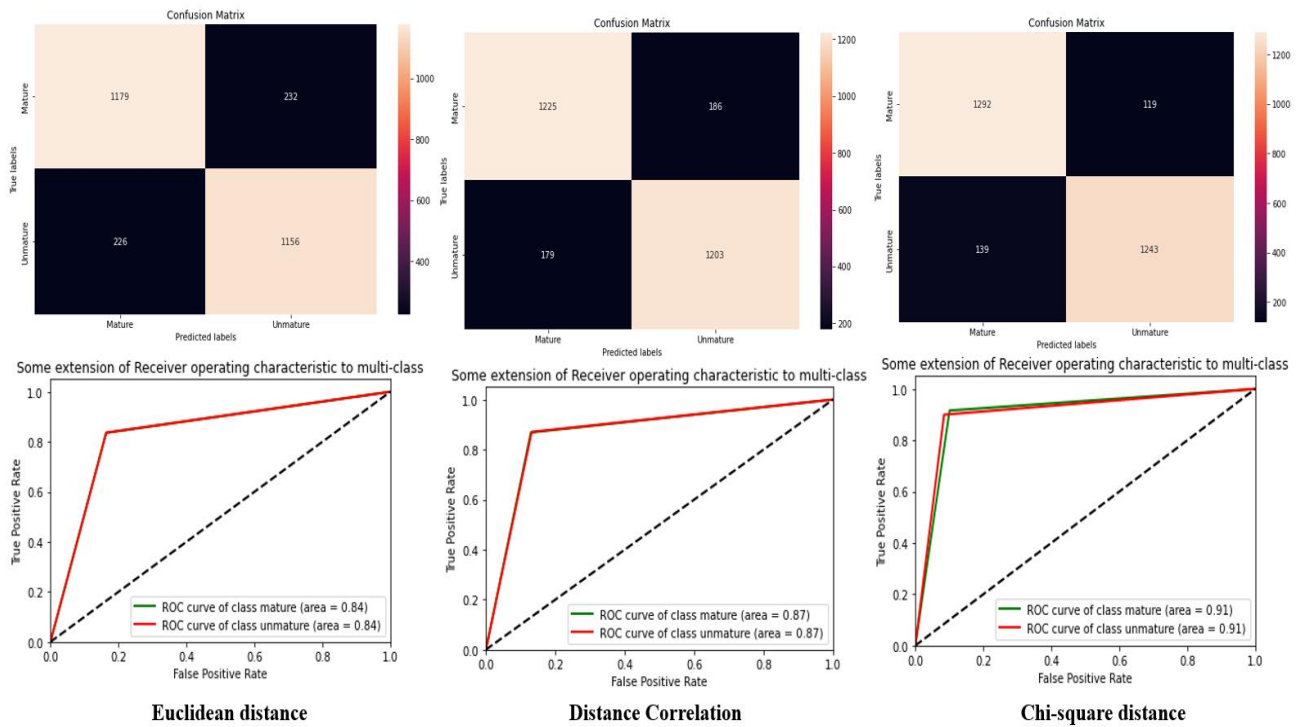 Confusion Matrix
1179
232
226
1156
Mature
Unmature
True labels
Mature
Unmature
Predicted labels
1000
800
600
400
Confusion Matrix
1225
186
179
1203
Mature
Unmature
True labels
Mature
Unmature
Predicted labels
1200
1000
800
600
400
200
Confusion Matrix
1292
119
139
1243
Mature
Unmature
True labels
Mature
Unmature
Predicted labels
1200
1000
800
600
400
200
Some extension of Receiver operating characteristic to multi-class
True Positive Rate
1.0
0.8
0.6
0.4
0.2
0.0
ROC curve of class mature (area = 0.84)
ROC curve of class unmature (area = 0.84)
0.0 0.2 0.4 0.6 0.8 1.0
False Positive Rate
Euclidean distance
Some extension of Receiver operating characteristic to multi-class
True Positive Rate
1.0
0.8
0.6
0.4
0.2
0.0
ROC curve of class mature (area = 0.87)
ROC curve of class unmature (area = 0.87)
0.0 0.2 0.4 0.6 0.8 1.0
False Positive Rate
Distance Correlation
Some extension of Receiver operating characteristic to multi-class
True Positive Rate
1.0
0.8
0.6
0.4
0.2
0.0
ROC curve of class mature (area = 0.91)
ROC curve of class unmature (area = 0.91)
0.0 0.2 0.4 0.6 0.8 1.0
False Positive Rate
Chi-square distance